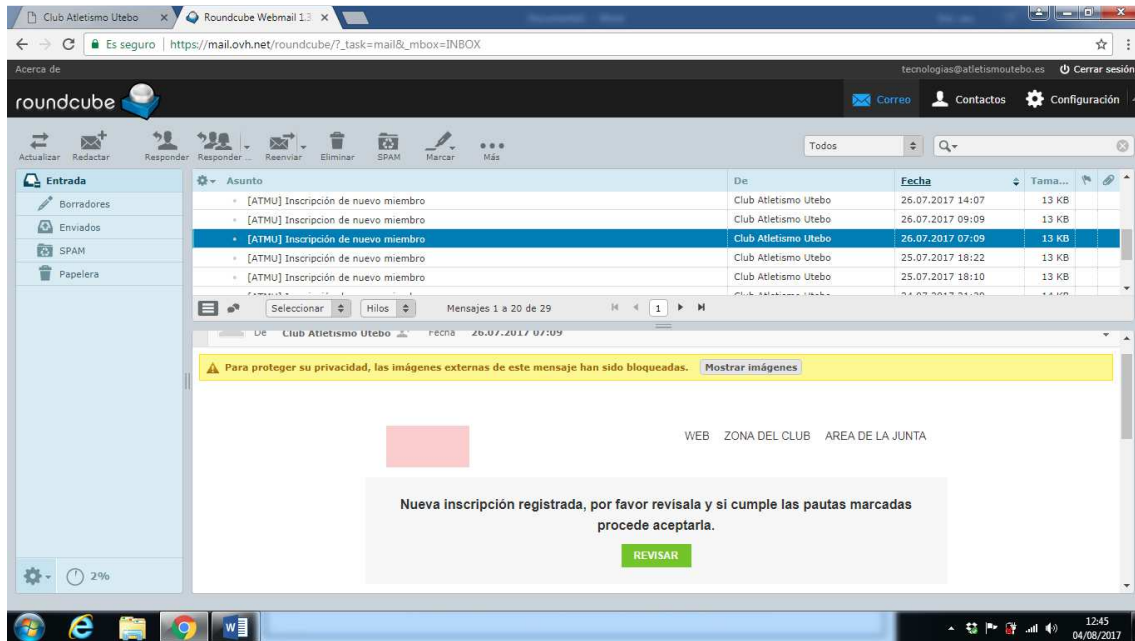 Club Atletismo Utebo
Roundcube Webmail 1.3
Es seguro https://mail.ovh.net/roundcube/?_task=mail&_mbox=INBOX
Acerca de tecnologias@atletismoutebo.es Cerrar sesión
roundcube Correo Contactos Configuración
Actualizar Redactar Responder Responder ... Reenviar Eliminar SPAM Marcar Más Todos
Entrada
Borradores
Enviados
SPAM
Papelera
Asunto De Fecha Tama...
[ATMU] Inscripción de nuevo miembro Club Atletismo Utebo 26.07.2017 14:07 13 KB
[ATMU] Inscripcion de nuevo miembro Club Atletismo Utebo 26.07.2017 09:09 13 KB
[ATMU] Inscripción de nuevo miembro Club Atletismo Utebo 26.07.2017 07:09 13 KB
[ATMU] Inscripción de nuevo miembro Club Atletismo Utebo 25.07.2017 18:22 13 KB
[ATMU] Inscripción de nuevo miembro Club Atletismo Utebo 25.07.2017 18:10 13 KB
Seleccionar Hilos Mensajes 1 a 20 de 29 1
De Club Atletismo Utebo Fecha 26.07.2017 07:09
Para proteger su privacidad, las imágenes externas de este mensaje han sido bloqueadas. Mostrar imágenes
WEB ZONA DEL CLUB AREA DE LA JUNTA
Nueva inscripción registrada, por favor revísala y si cumple las pautas marcadas
procede aceptarla.
REVISAR
2%
12:45
04/08/2017